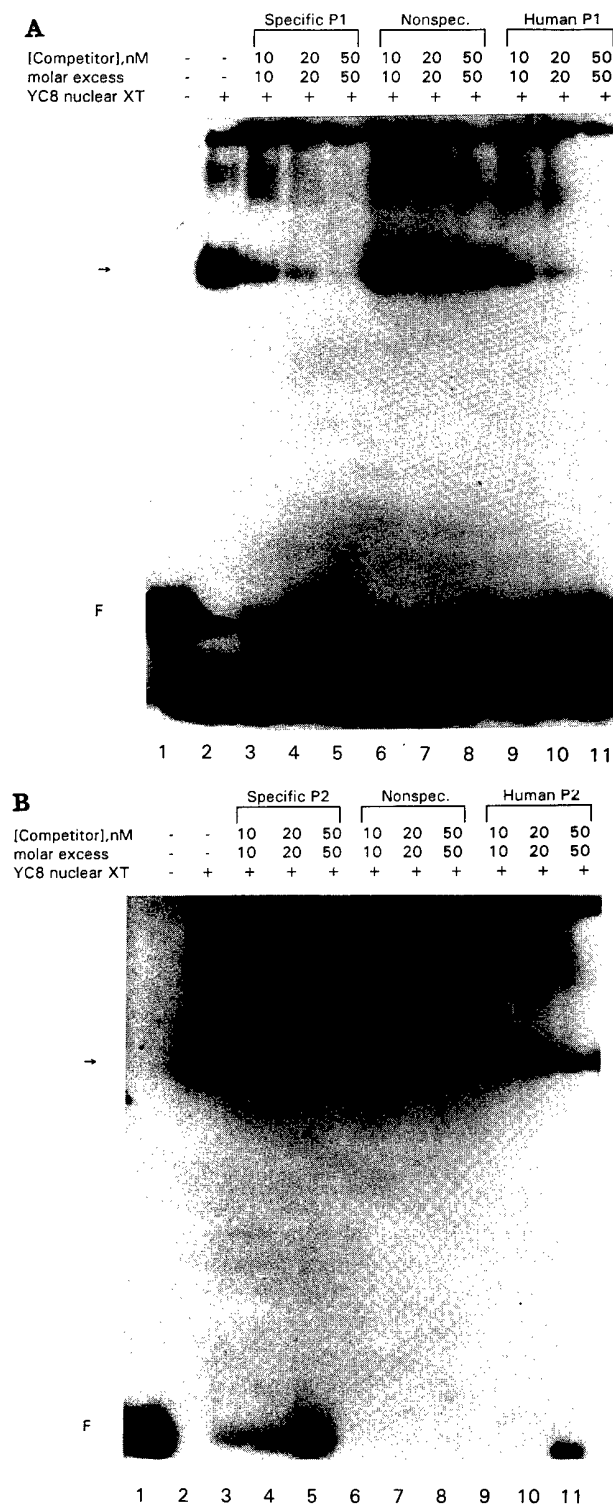 A
Specific P1 Nonspec. Human P1
[Competitor],nM - - 10 20 50 10 20 50 10 20 50
molar excess - - 10 20 50 10 20 50 10 20 50
YC8 nuclear XT - + + + + + + + + + +
→
F
1 2 3 4 5 6 7 8 9 10 11
B
Specific P2 Nonspec. Human P2
[Competitor],nM - - 10 20 50 10 20 50 10 20 50
molar excess - - 10 20 50 10 20 50 10 20 50
YC8 nuclear XT - + + + + + + + + + +
→
F
1 2 3 4 5 6 7 8 9 10 11